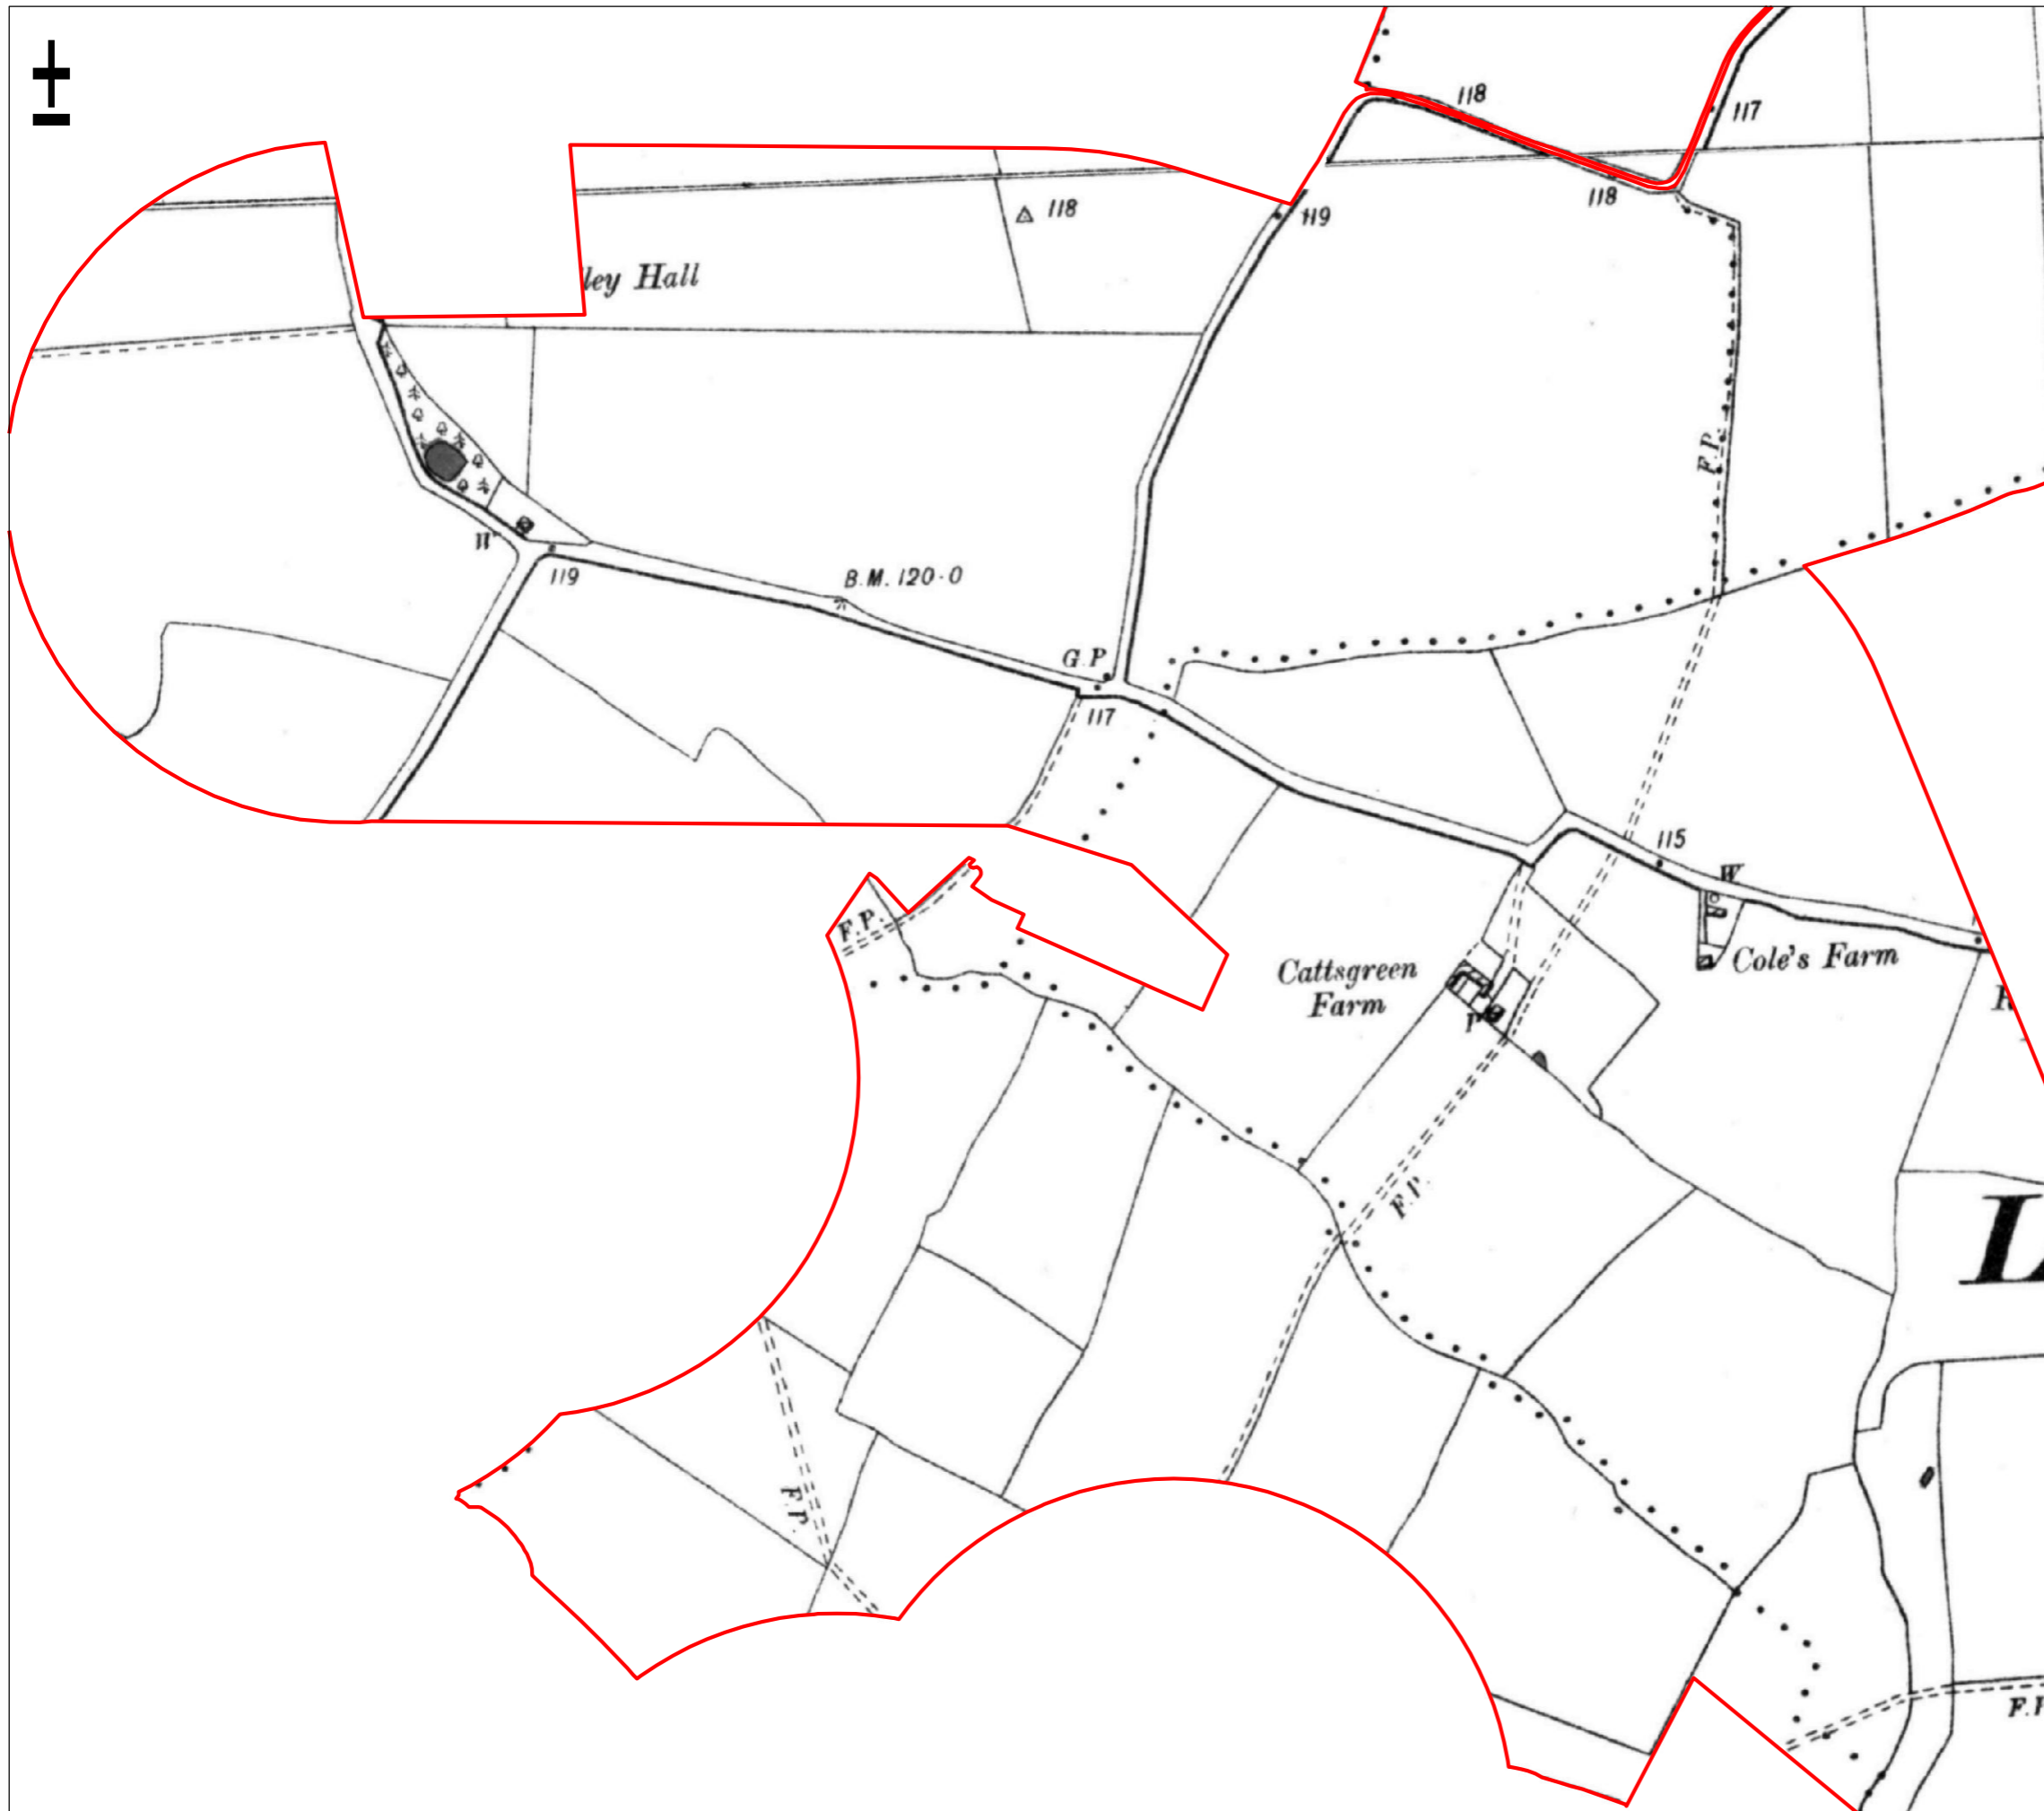 118
117
118
118
119
ley Hall
F.P.
W
119
B.M. 120·0
G.P
117
115
W
F.P.
Cole's Farm
Cattsgreen
Farm
P
R
F.P.
L
F.P.
F.P